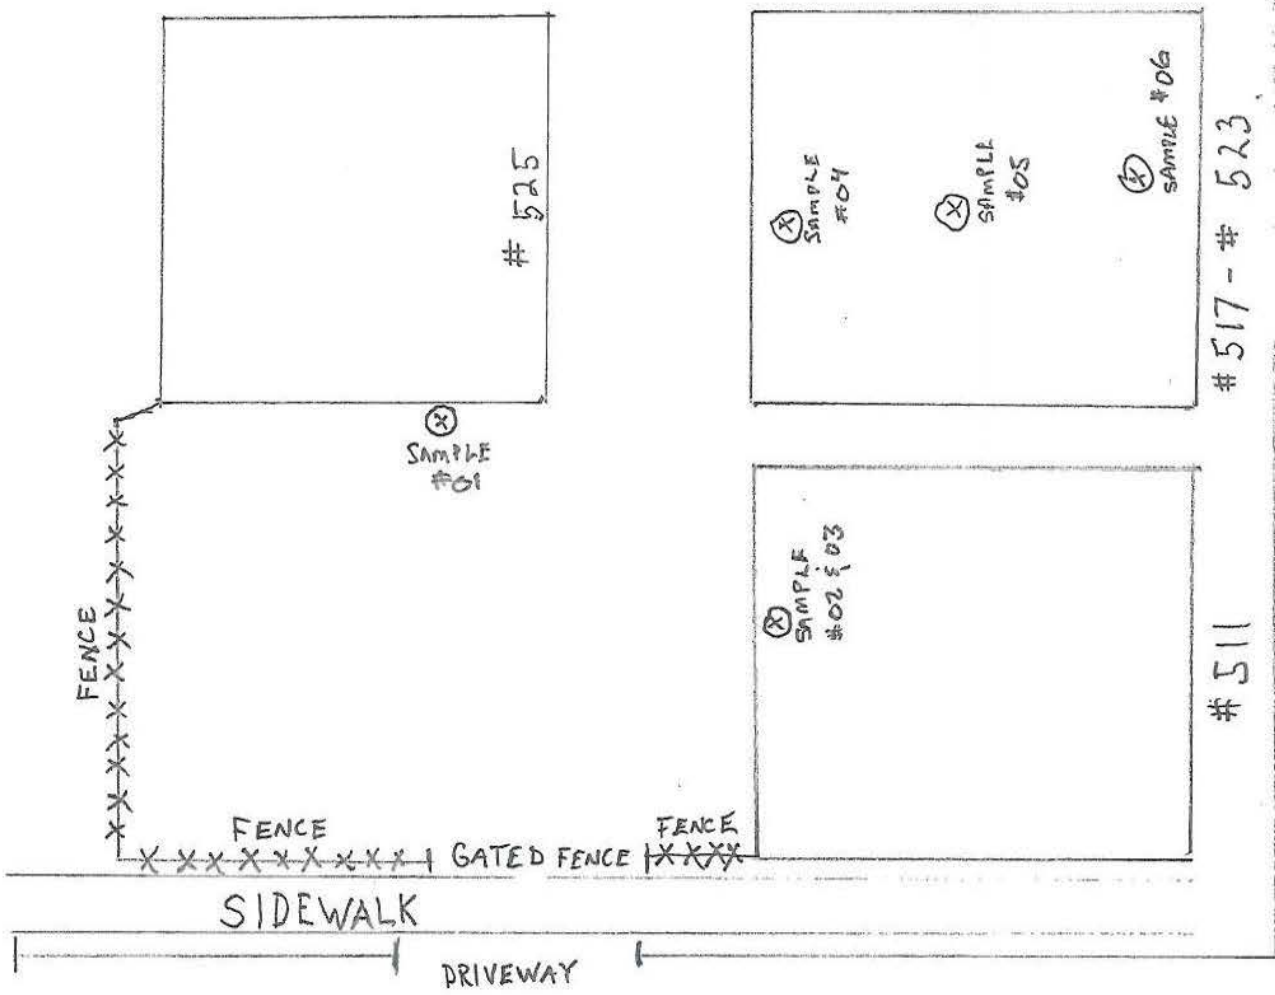 # 525
SAMPLE
#04
SAMPLE
#05
SAMPLE #06
#517 - # 523
SAMPLE
#01
FENCE
SAMPLE
#02 & 03
#511
FENCE
GATED FENCE
FENCE
SIDEWALK
DRIVEWAY